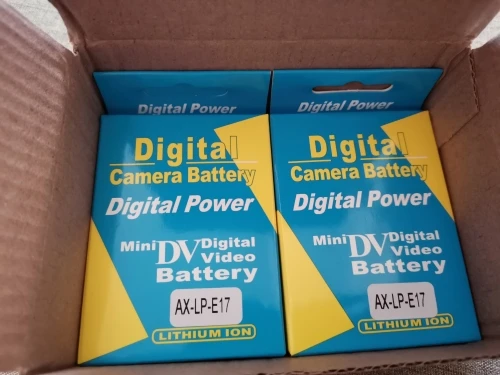 Digital Power
Digital
Camera Battery
Digital Power
Mini DV Digital Video
Battery
AX-LP-E17
LITHIUM ION
Digital Power
Digital
Camera Battery
Digital Power
Mini DV Digital Video
Battery
AX-LP-E17
LITHIUM ION